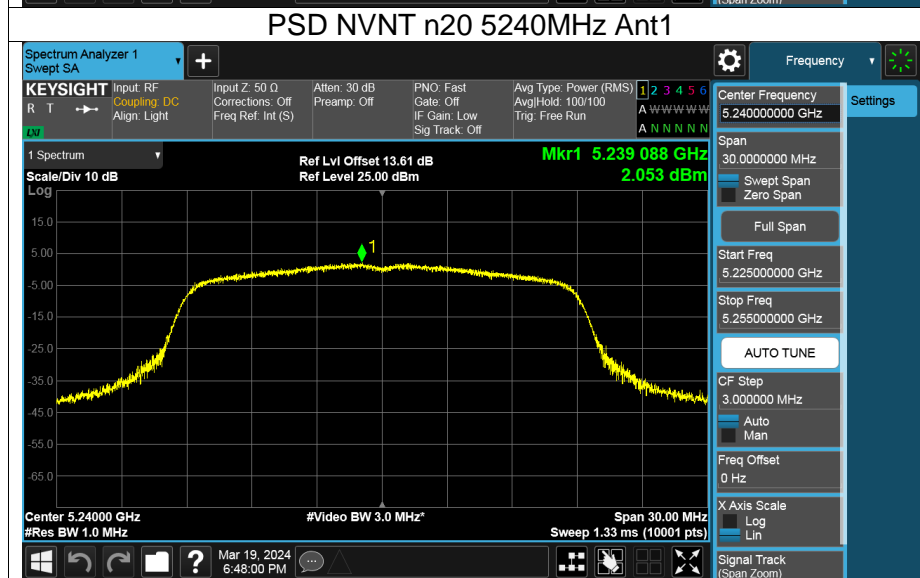 (Span Zoom)
PSD NVNT n20 5240MHz Ant1
Spectrum Analyzer 1
Swept SA
+
Frequency
KEYSIGHT
R T
LXI
Input: RF
Coupling: DC
Align: Light
Input Z: 50 Ω
Corrections: Off
Freq Ref: Int (S)
Atten: 30 dB
Preamp: Off
PNO: Fast
Gate: Off
IF Gain: Low
Sig Track: Off
Avg Type: Power (RMS)
Avg|Hold: 100/100
Trig: Free Run
1 2 3 4 5 6
A W W W W W
A N N N N N
Center Frequency
5.240000000 GHz
Settings
1 Spectrum
Scale/Div 10 dB
Log
Ref Lvl Offset 13.61 dB
Ref Level 25.00 dBm
Mkr1 5.239 088 GHz
2.053 dBm
Span
30.0000000 MHz
Swept Span
Zero Span
Full Span
Start Freq
5.225000000 GHz
Stop Freq
5.255000000 GHz
AUTO TUNE
CF Step
3.000000 MHz
Auto
Man
Freq Offset
0 Hz
X Axis Scale
Log
Lin
Signal Track
(Span Zoom)
1
15.0
5.00
-5.00
-15.0
-25.0
-35.0
-45.0
-55.0
-65.0
Center 5.24000 GHz
#Res BW 1.0 MHz
#Video BW 3.0 MHz*
Span 30.00 MHz
Sweep 1.33 ms (10001 pts)
?
Mar 19, 2024
6:48:00 PM